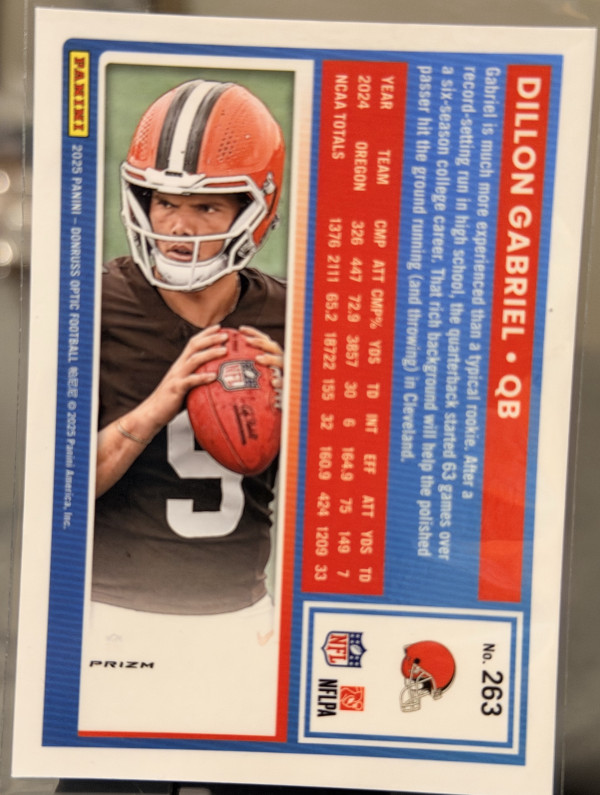 DILLON GABRIEL • QB
Gabriel is much more experienced than a typical rookie. After a
record-setting run in high school, the quarterback started 63 games over
a six-season college career. That rich background will help the polished
passer hit the ground running (and throwing) in Cleveland.
YEAR TEAM CMP ATT CMP% YDS TD INT EFF ATT YDS TD
2024 OREGON 326 447 72.9 3857 30 6 164.9 75 149 7
NCAA TOTALS 1376 2111 65.2 18722 155 32 160.9 424 1209 33
No. 263
NFL
NFLPA
NFL
5
PRIZM
PANINI
2025 PANINI – DONRUSS OPTIC FOOTBALL © 2025 Panini America, Inc.